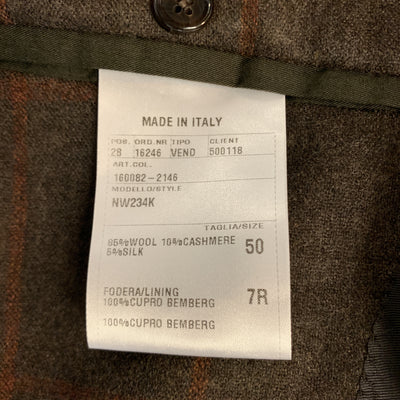 MADE IN ITALY
POS. ORD.NR TIPO CLIENT
28 16246 VEND 500118
ART.COL.
160082-2146
MODELLO/STYLE
NW234K
TAGLIA/SIZE
85%WOOL 10%CASHMERE 50
5%SILK
FODERA/LINING 7R
100%CUPRO BEMBERG
100%CUPRO BEMBERG